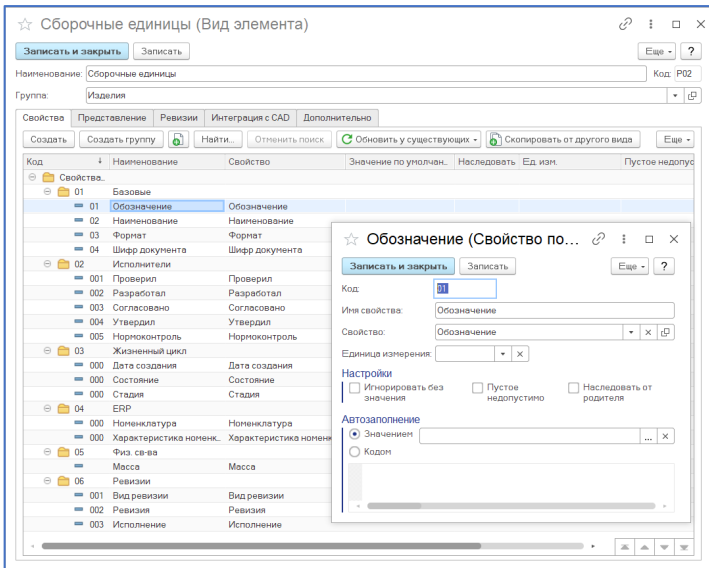 Сборочные единицы (Вид элемента)
Записать и закрыть Записать Еще ?
Наименование: Сборочные единицы Код: P02
Группа: Изделия
Свойства Представление Ревизии Интеграция с CAD Дополнительно
Создать Создать группу Найти... Отменить поиск Обновить у существующих Скопировать от другого вида Еще
Код Наименование Свойство Значение по умолчан... Наследовать Ед. изм. Пустое недопус
Свойства...
01 Базовые
01 Обозначение Обозначение
02 Наименование Наименование
03 Формат Формат
04 Шифр документа Шифр документа
02 Исполнители
001 Проверил Проверил
002 Разработал Разработал
003 Согласовано Согласовано
004 Утвердил Утвердил
005 Нормоконтроль Нормоконтроль
03 Жизненный цикл
000 Дата создания Дата создания
000 Состояние Состояние
000 Стадия Стадия
04 ERP
000 Номенклатура Номенклатура
000 Характеристика номенк... Характеристика номенк
05 Физ. св-ва
Масса Масса
06 Ревизии
001 Вид ревизии Вид ревизии
002 Ревизия Ревизия
003 Исполнение Исполнение
Обозначение (Свойство по...
Записать и закрыть Записать Еще ?
Код: 01
Имя свойства: Обозначение
Свойство: Обозначение
Единица измерения:
Настройки
Игнорировать без значения
Пустое недопустимо
Наследовать от родителя
Автозаполнение
Значением ...
Кодом